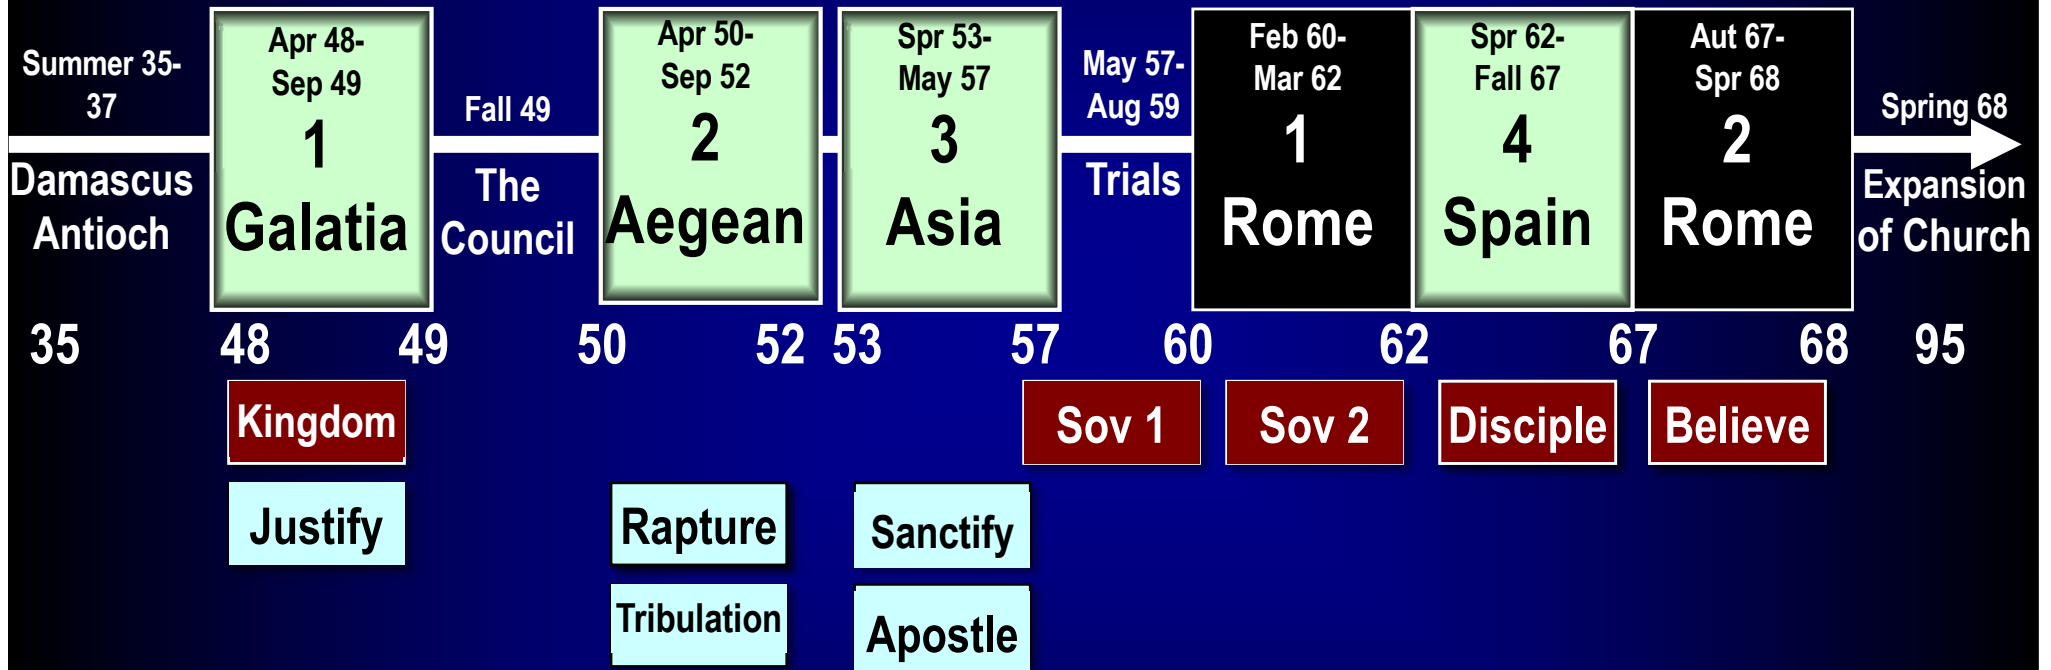 Summer 35-
37
Damascus
Antioch
Apr 48-
Sep 49
1
Galatia
Fall 49
The
Council
Apr 50-
Sep 52
2
Aegean
Spr 53-
May 57
3
Asia
May 57-
Aug 59
Trials
Feb 60-
Mar 62
1
Rome
Spr 62-
Fall 67
4
Spain
Aut 67-
Spr 68
2
Rome
Spring 68
Expansion
of Church
35 48 49 50 52 53 57 60 62 67 68 95
Kingdom
Sov 1
Sov 2
Disciple
Believe
Justify
Rapture
Sanctify
Tribulation
Apostle